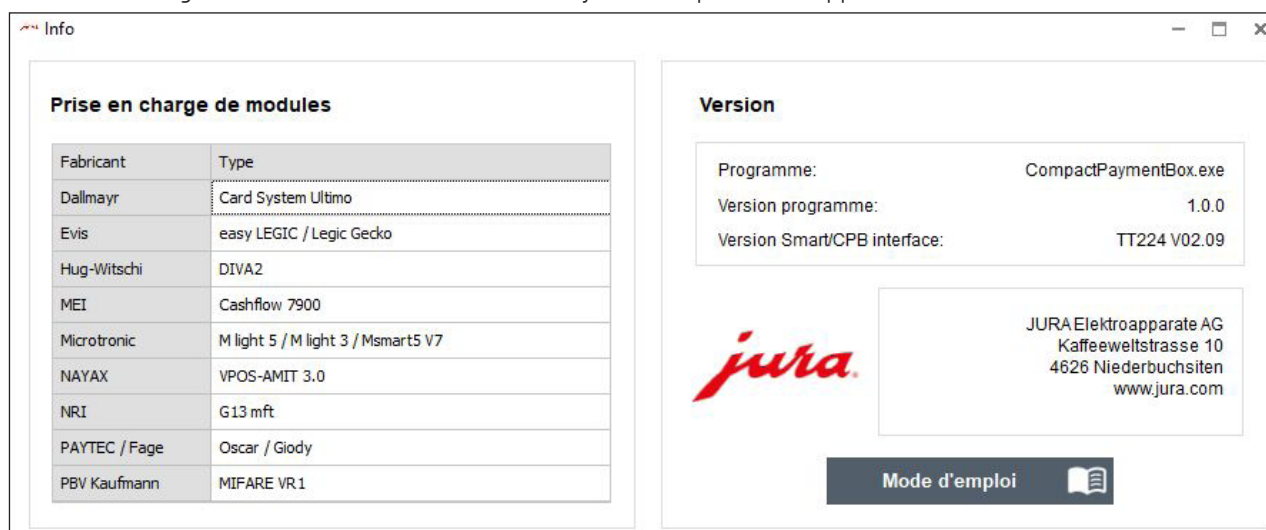 Info
Prise en charge de modules
Fabricant Type
Dallmayr Card System Ultimo
Evis easy LEGIC / Legic Gecko
Hug-Witschi DIVA2
MEI Cashflow 7900
Microtronic M light 5 / M light 3 / Msmart5 V7
NAYAX VPOS-AMIT 3.0
NRI G13 mft
PAYTEC / Fage Oscar / Giody
PBV Kaufmann MIFARE VR1
Version
Programme: CompactPaymentBox.exe
Version programme: 1.0.0
Version Smart/CPB interface: TT224 V02.09
jura
JURA Elektroapparate AG
Kaffeeweltstrasse 10
4626 Niederbuchsiten
www.jura.com
Mode d'emploi